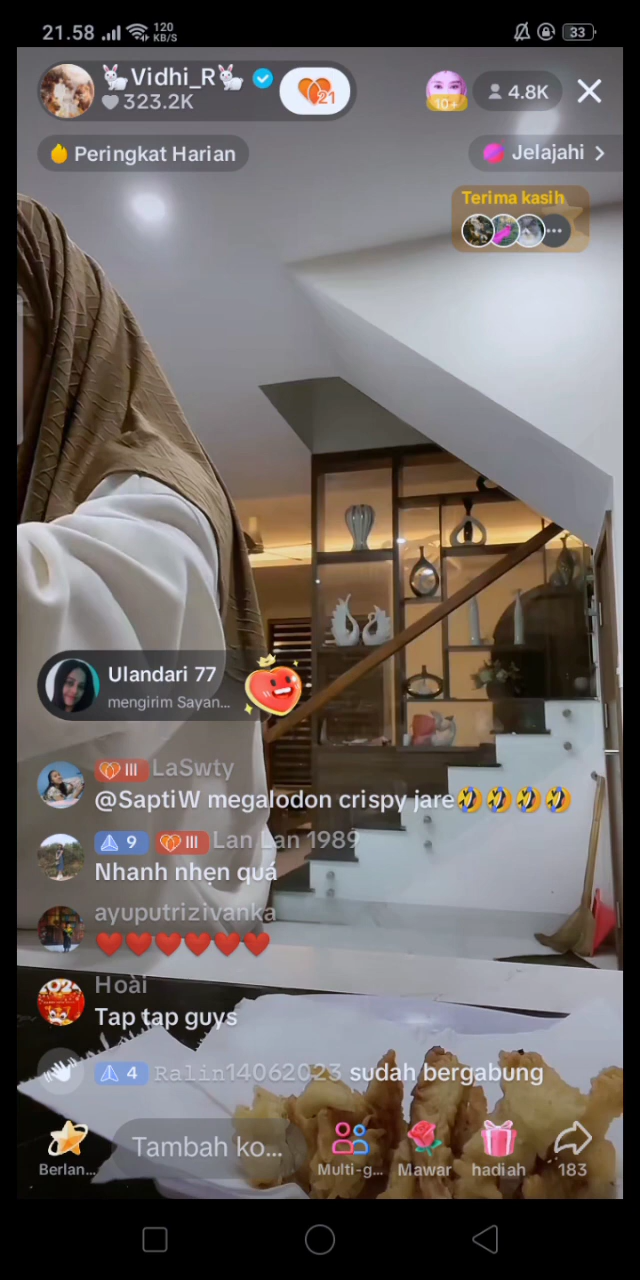 21.58
120
KB/S
33
🐇Vidhi_R🐇
323.2K
21
10+
4.8K
Peringkat Harian
Jelajahi
Terima kasih
Ulandari 77
mengirim Sayan...
III LaSwty
@SaptiW megalodon crispy jare🤣🤣🤣🤣
9 III Lan Lan 1989
Nhanh nhẹn quá
ayuputrizivanka
❤️❤️❤️❤️❤️❤️
Hoài
Tap tap guys
4 Ralin14062023 sudah bergabung
Tambah ko...
Berlan...
Multi-g...
Mawar
hadiah
183